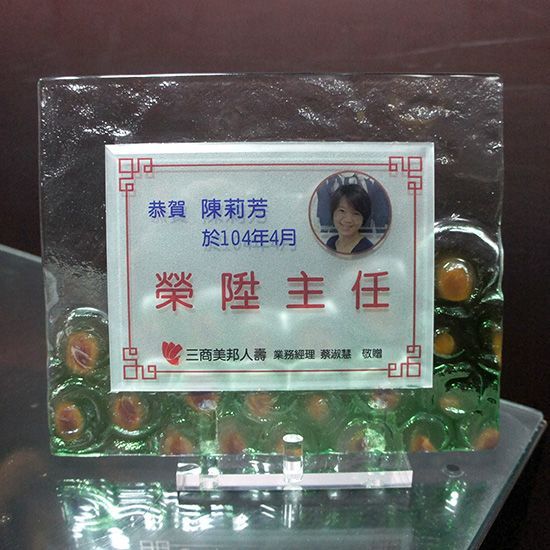 恭賀 陳莉芳
於104年4月
榮陞主任
三商美邦人壽 業務經理 蔡淑慧 敬贈